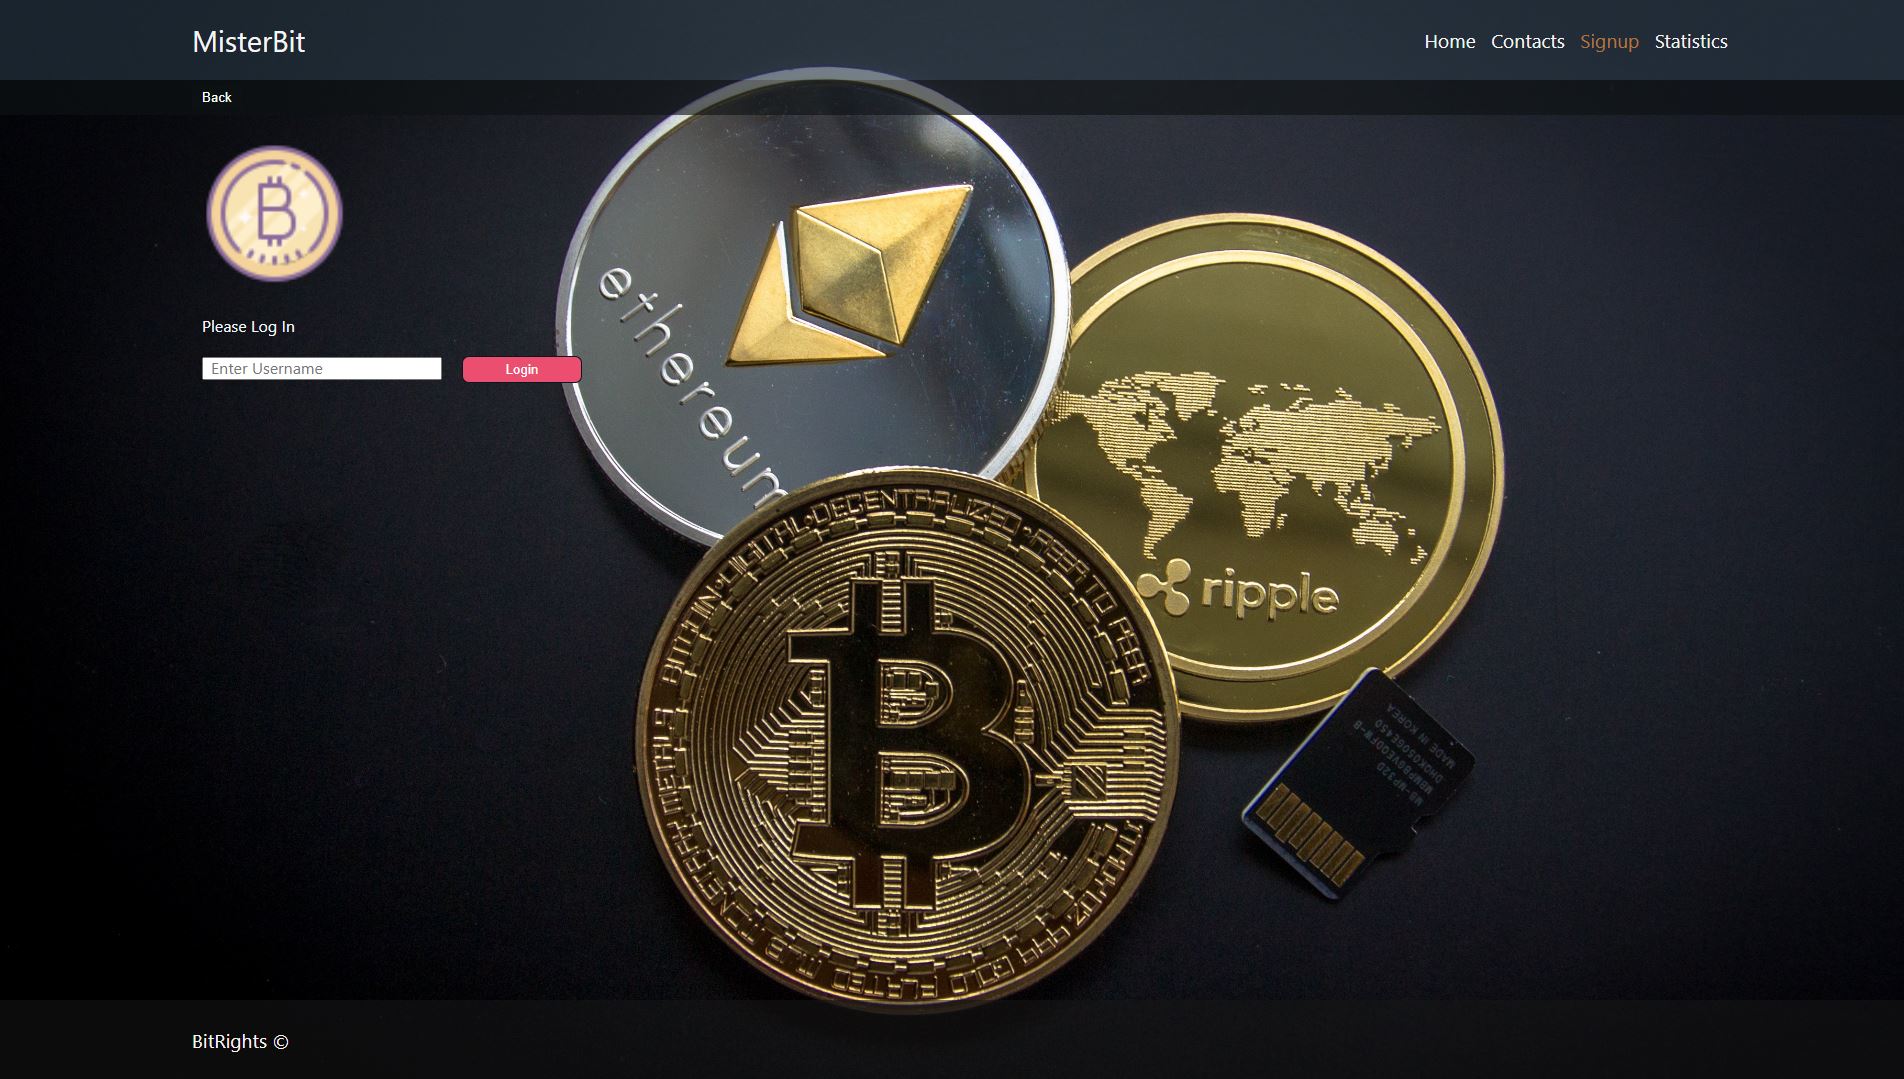 MisterBit
Home Contacts Signup Statistics
Back
Please Log In
Enter Username
Login
ethereum
ripple
BITCOIN•DIGITAL•DECENTRALIZED•PEER TO PEER
MADE IN KOREA
BitRights ©